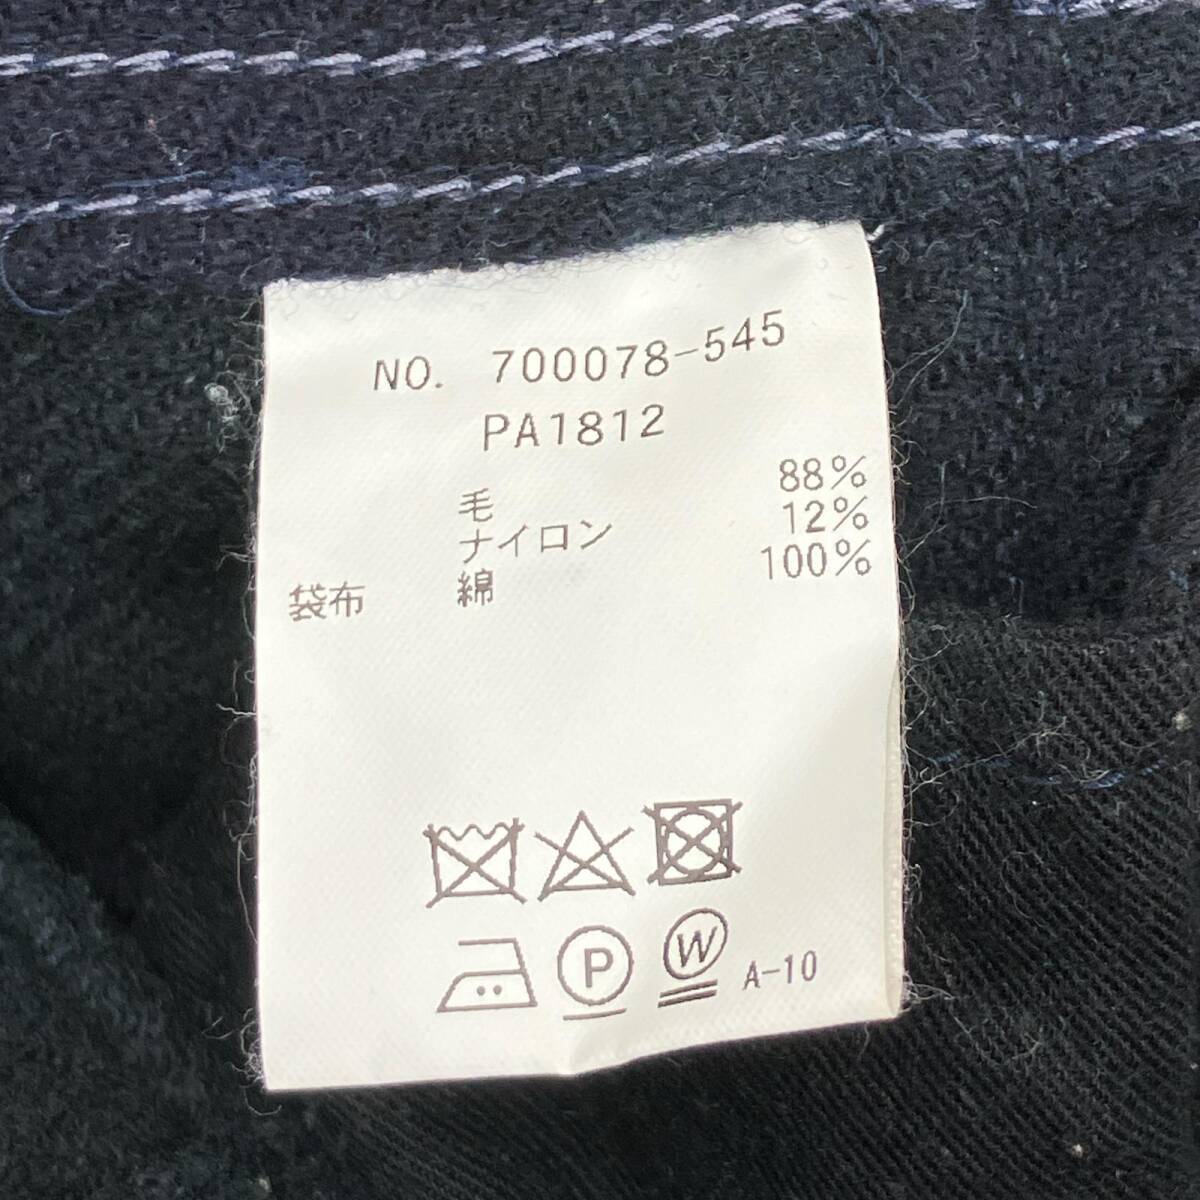 NO. 700078-545
PA1812
毛 88%
ナイロン 12%
袋布 綿 100%
P W A-10